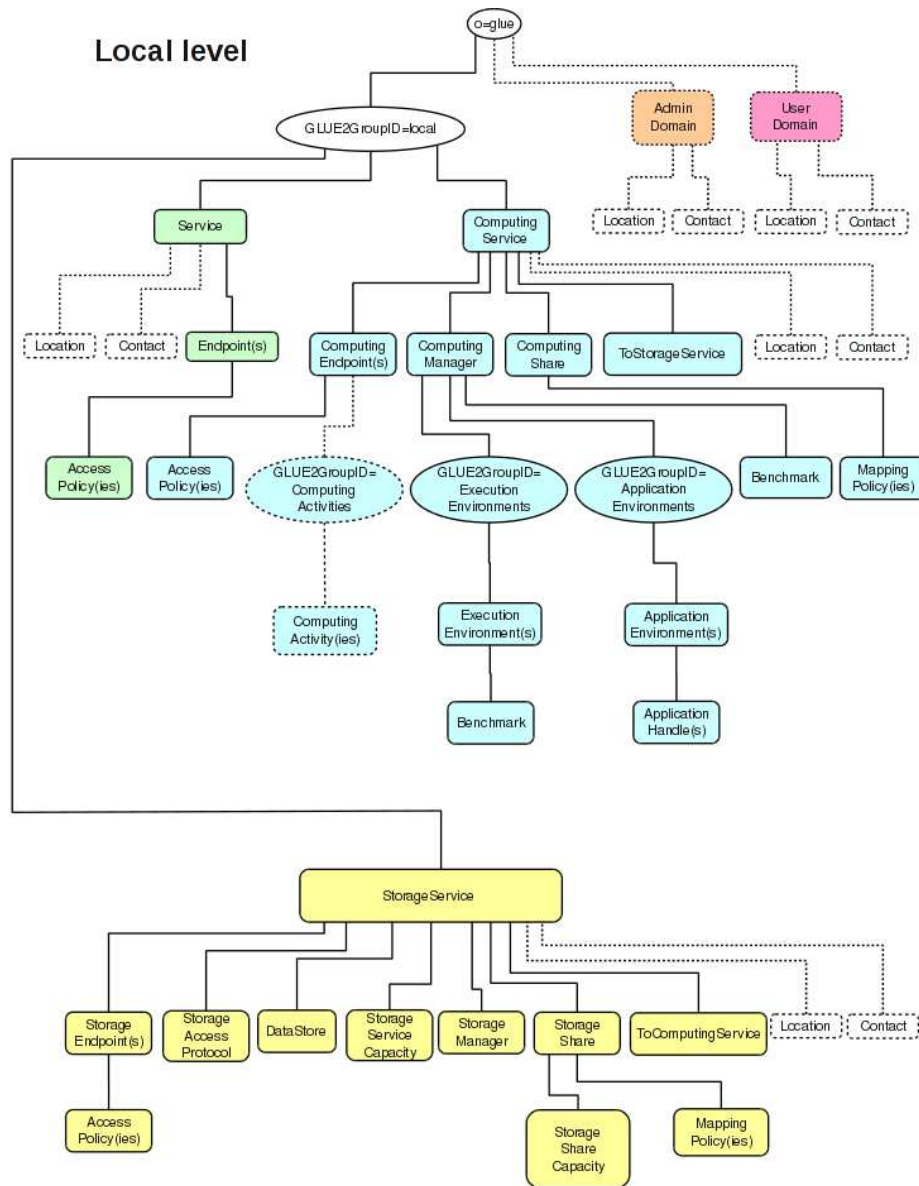 o=glue
Local level
Admin
Domain
User
Domain
GLUE2GroupID=local
Location
Contact
Location
Contact
Service
Computing
Service
Location
Contact
Endpoint(s)
Computing
Endpoint(s)
Computing
Manager
Computing
Share
ToStorageService
Location
Contact
Access
Policy(ies)
Access
Policy(ies)
GLUE2GroupID=
Computing
Activities
GLUE2GroupID=
Execution
Environments
GLUE2GroupID=
Application
Environments
Benchmark
Mapping
Policy(ies)
Computing
Activity(ies)
Execution
Environment(s)
Application
Environment(s)
Benchmark
Application
Handle(s)
StorageService
Storage
Endpoint(s)
Storage
Access
Protocol
DataStore
Storage
Service
Capacity
Storage
Manager
Storage
Share
ToComputingService
Location
Contact
Access
Policy(ies)
Storage
Share
Capacity
Mapping
Policy(ies)